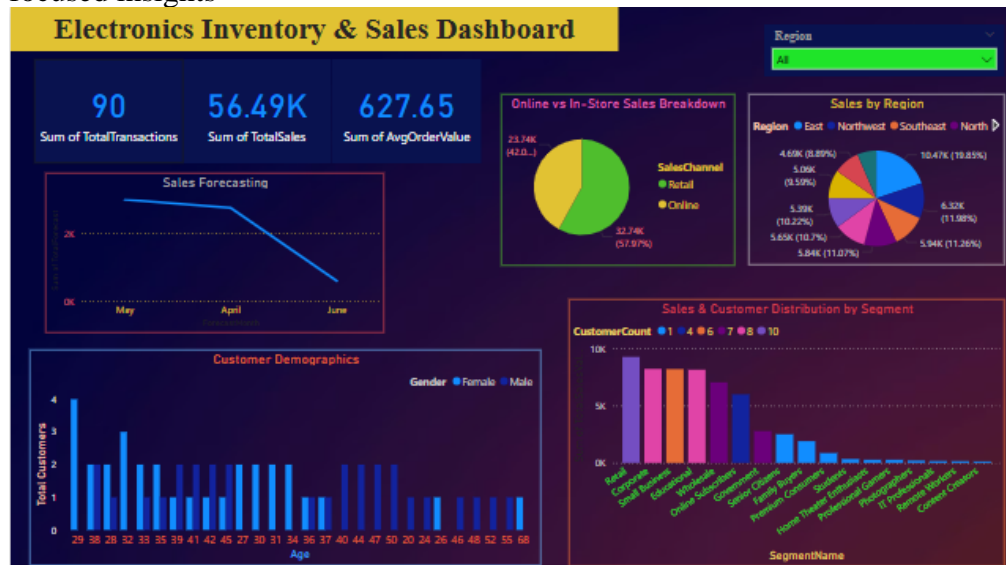 focused insights
Electronics Inventory & Sales Dashboard
Region
All
90
Sum of TotalTransactions
56.49K
Sum of TotalSales
627.65
Sum of AvgOrderValue
Online vs In-Store Sales Breakdown
23.74K
(42.0...)
SalesChannel
Retail
Online
32.74K
(57.97%)
Sales by Region
Region East Northwest Southeast North
4.69K (8.89%)
10.47K (19.85%)
5.06K
(9.59%)
5.39K
(10.22%)
6.32K
(11.98%)
5.65K (10.7%)
5.94K (11.26%)
5.84K (11.07%)
Sales Forecasting
2K
0K
May April June
Customer Demographics
Gender Female Male
Total Customers
4
3
2
1
0
29 38 28 32 33 35 39 41 42 45 27 30 31 34 36 37 40 44 47 50 20 24 26 46 48 52 55 68
Age
Sales & Customer Distribution by Segment
CustomerCount 1 4 6 7 8 10
10K
5K
0K
Retail
Corporate
Small Business
Educational
Wholesale
Online Subscribers
Government
Senior Citizens
Family Buyers
Premium Consumers
Students
Home Theater Enthusiasts
Professional Gamers
Photographers
IT Professionals
Remote Workers
Content Creators
SegmentName